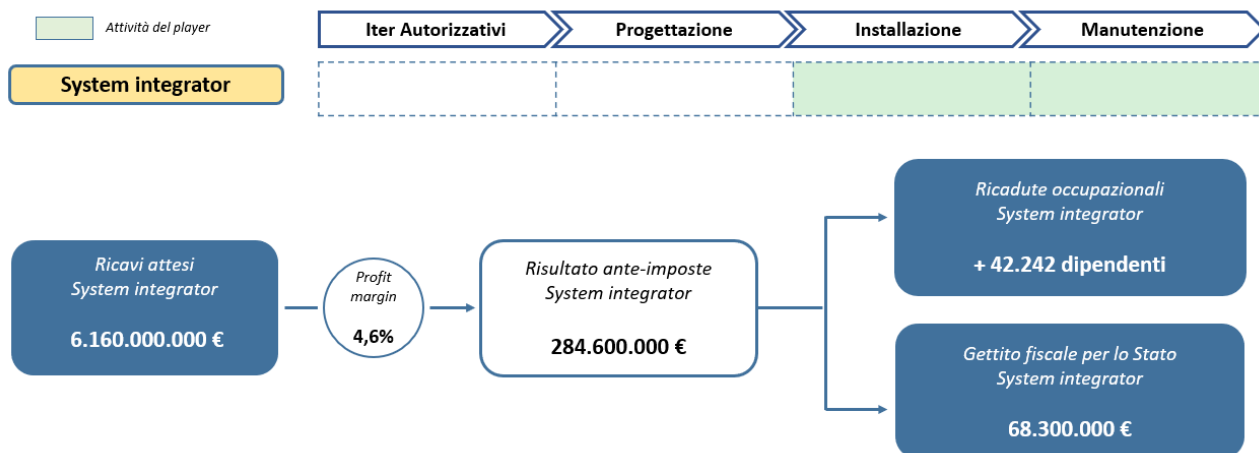 Attività del player
Iter Autorizzativi
Progettazione
Installazione
Manutenzione
System integrator
Ricavi attesi
System integrator
6.160.000.000 €
Profit
margin
4,6%
Risultato ante-imposte
System integrator
284.600.000 €
Ricadute occupazionali
System integrator
+ 42.242 dipendenti
Gettito fiscale per lo Stato
System integrator
68.300.000 €